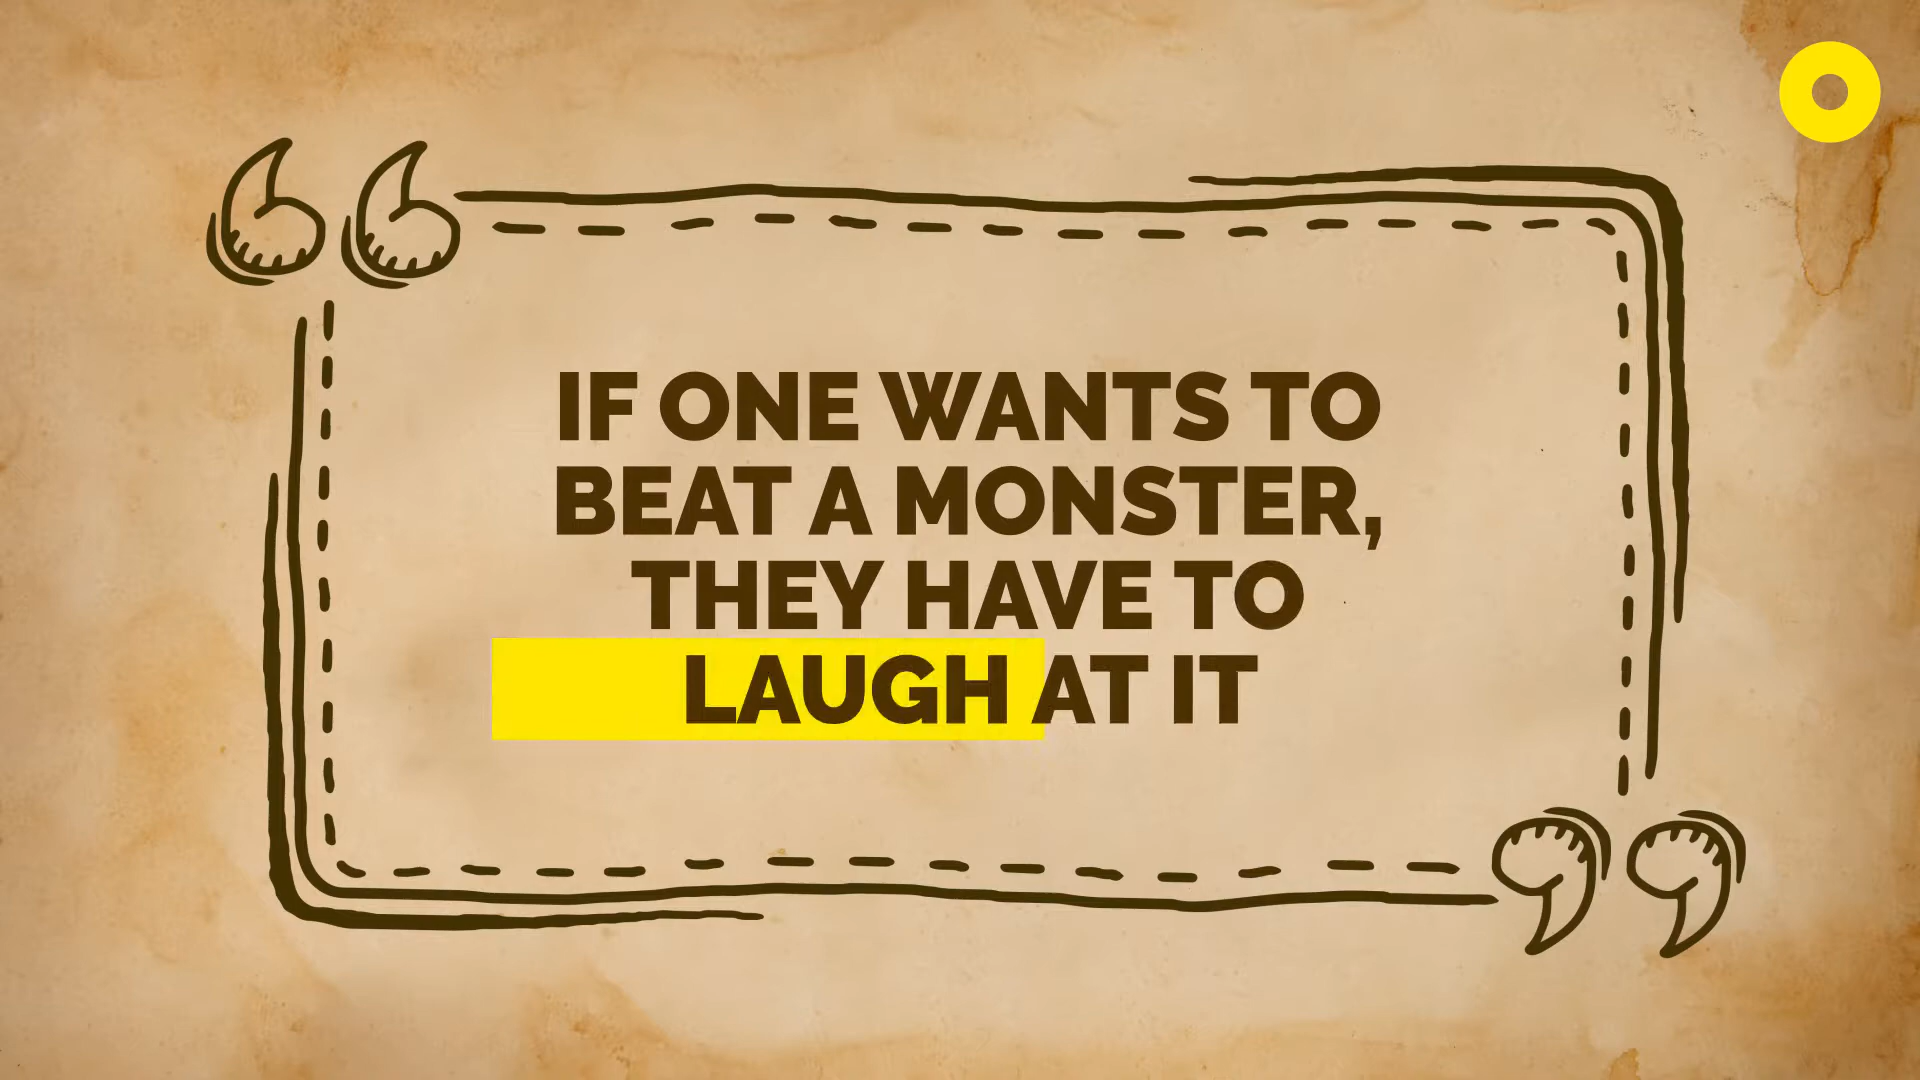 IF ONE WANTS TO
BEAT A MONSTER,
THEY HAVE TO
LAUGH AT IT